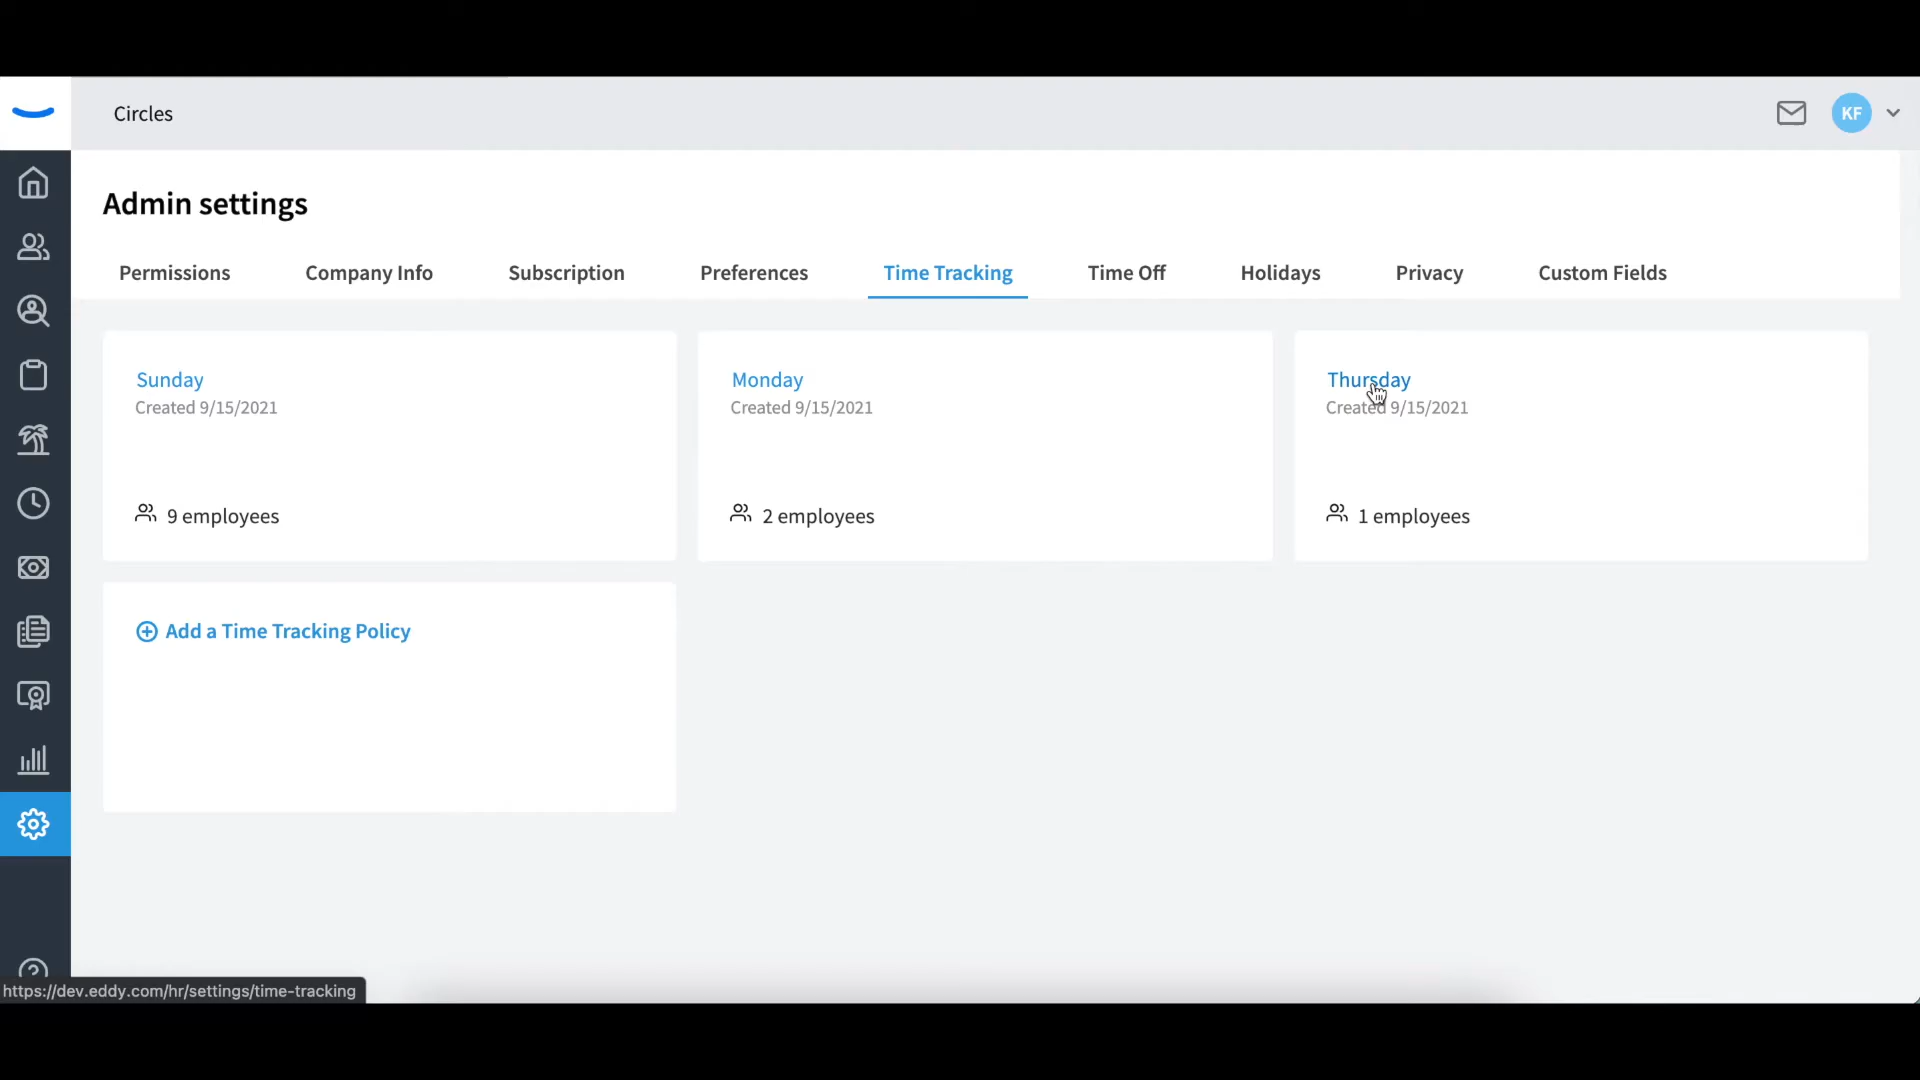 Circles
KF
Admin settings
Permissions
Company Info
Subscription
Preferences
Time Tracking
Time Off
Holidays
Privacy
Custom Fields
Sunday
Created 9/15/2021
9 employees
Monday
Created 9/15/2021
2 employees
Thursday
Created 9/15/2021
1 employees
Add a Time Tracking Policy
https://dev.eddy.com/hr/settings/time-tracking